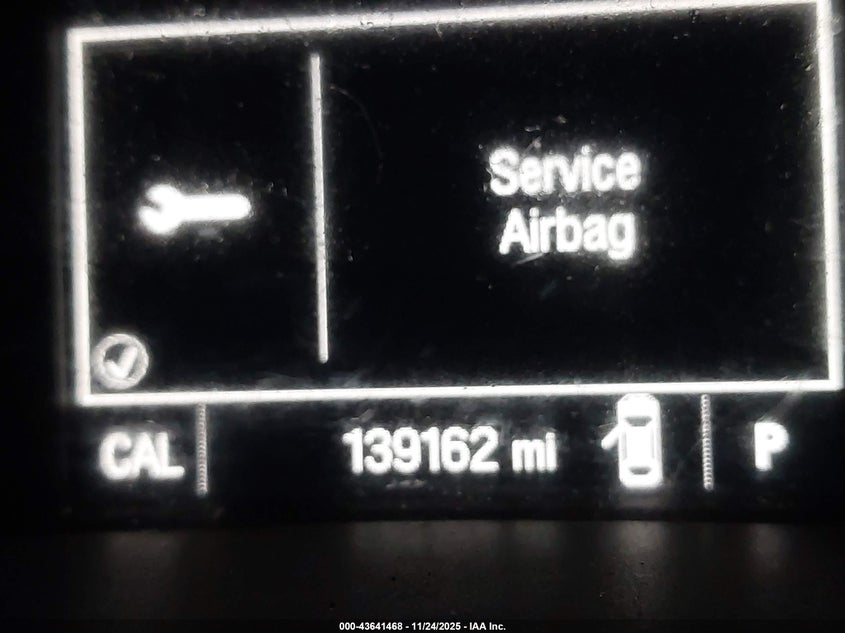 Service
Airbag
CAL 139162 mi P
000-43641468 - 11/24/2025 - IAA Inc.